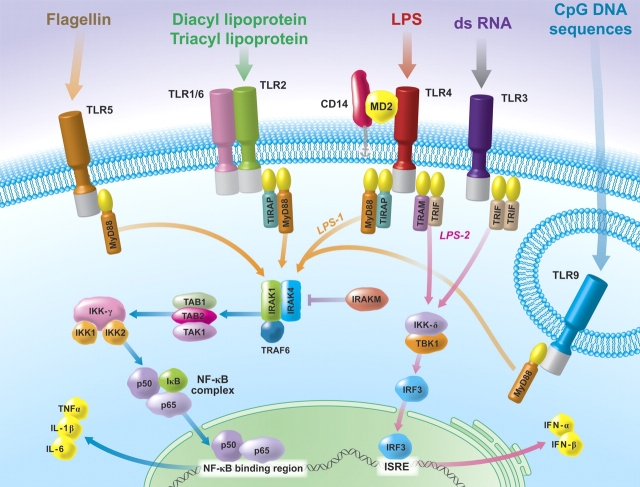 Flagellin
Diacyl lipoprotein
Triacyl lipoprotein
LPS
ds RNA
CpG DNA
sequences
TLR5
TLR1/6
TLR2
CD14
MD2
TLR4
TLR3
MyD88
TIRAP
MyD88
MyD88
TIRAP
TRAM
TRIF
TRIF
TRIF
LPS-1
LPS-2
TLR9
MyD88
IRAK1
IRAK4
IRAKM
TRAF6
TAB1
TAB2
TAK1
IKK-γ
IKK1
IKK2
IKK-δ
TBK1
p50
IκB
p65
NF-κB
complex
IRF3
TNFα
IL-1β
IL-6
p50
p65
NF-κB binding region
IRF3
ISRE
IFN-α
IFN-β